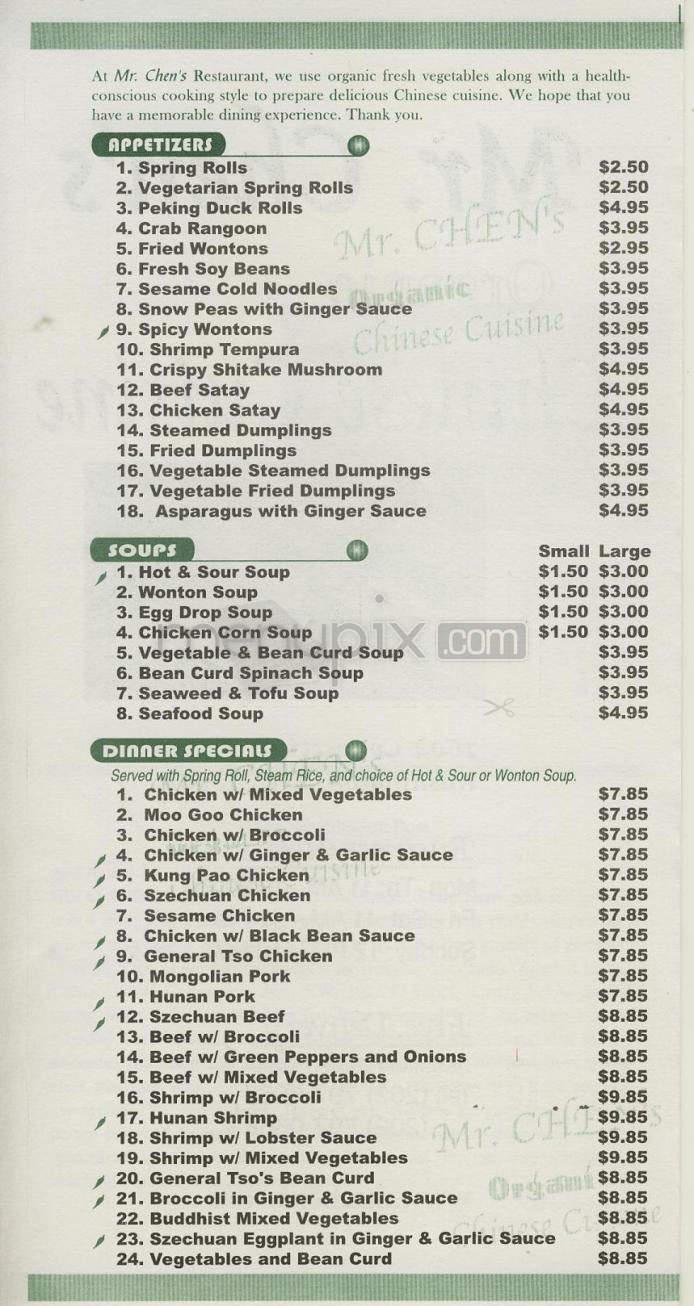 At Mr. Chen's Restaurant, we use organic fresh vegetables along with a health-
conscious cooking style to prepare delicious Chinese cuisine. We hope that you
have a memorable dining experience. Thank you.
APPETIZERS
1. Spring Rolls $2.50
2. Vegetarian Spring Rolls $2.50
3. Peking Duck Rolls $4.95
4. Crab Rangoon $3.95
5. Fried Wontons $2.95
6. Fresh Soy Beans $3.95
7. Sesame Cold Noodles $3.95
8. Snow Peas with Ginger Sauce $3.95
9. Spicy Wontons $3.95
10. Shrimp Tempura $3.95
11. Crispy Shitake Mushroom $4.95
12. Beef Satay $4.95
13. Chicken Satay $4.95
14. Steamed Dumplings $3.95
15. Fried Dumplings $3.95
16. Vegetable Steamed Dumplings $3.95
17. Vegetable Fried Dumplings $3.95
18. Asparagus with Ginger Sauce $4.95
Mr. CHEN's
Organic
Chinese Cuisine
SOUPS Small Large
1. Hot & Sour Soup $1.50 $3.00
2. Wonton Soup $1.50 $3.00
3. Egg Drop Soup $1.50 $3.00
4. Chicken Corn Soup $1.50 $3.00
5. Vegetable & Bean Curd Soup $3.95
6. Bean Curd Spinach Soup $3.95
7. Seaweed & Tofu Soup $3.95
8. Seafood Soup $4.95
menupix.com
DINNER SPECIALS
Served with Spring Roll, Steam Rice, and choice of Hot & Sour or Wonton Soup.
1. Chicken w/ Mixed Vegetables $7.85
2. Moo Goo Chicken $7.85
3. Chicken w/ Broccoli $7.85
4. Chicken w/ Ginger & Garlic Sauce $7.85
5. Kung Pao Chicken $7.85
6. Szechuan Chicken $7.85
7. Sesame Chicken $7.85
8. Chicken w/ Black Bean Sauce $7.85
9. General Tso Chicken $7.85
10. Mongolian Pork $7.85
11. Hunan Pork $7.85
12. Szechuan Beef $8.85
13. Beef w/ Broccoli $8.85
14. Beef w/ Green Peppers and Onions $8.85
15. Beef w/ Mixed Vegetables $8.85
16. Shrimp w/ Broccoli $9.85
17. Hunan Shrimp $9.85
18. Shrimp w/ Lobster Sauce $9.85
19. Shrimp w/ Mixed Vegetables $9.85
20. General Tso's Bean Curd $8.85
21. Broccoli in Ginger & Garlic Sauce $8.85
22. Buddhist Mixed Vegetables $8.85
23. Szechuan Eggplant in Ginger & Garlic Sauce $8.85
24. Vegetables and Bean Curd $8.85
Mr. CHEN's
Organi
Chinese Cuisine